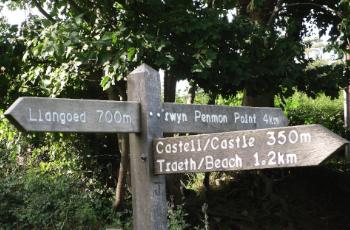 Llangoed 700m
rwyn Penmon Point 4km
Castell/Castle 350m
Traeth/Beach 1.2km